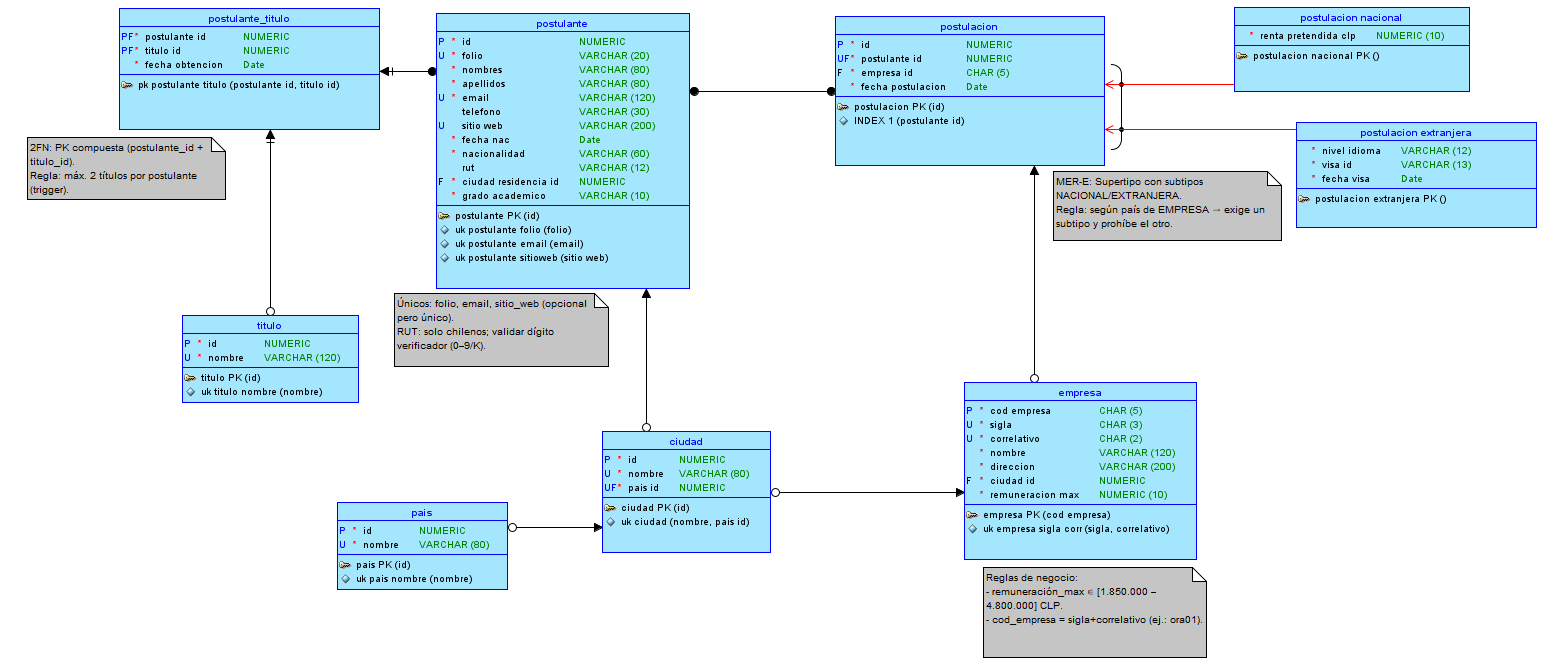 postulante_titulo
PF* postulante id NUMERIC
PF* titulo id NUMERIC
* fecha obtencion Date
pk postulante titulo (postulante id, titulo id)
2FN: PK compuesta (postulante_id +
titulo_id).
Regla: máx. 2 títulos por postulante
(trigger).
titulo
P * id NUMERIC
U * nombre VARCHAR (120)
titulo PK (id)
uk titulo nombre (nombre)
postulante
P * id NUMERIC
U * folio VARCHAR (20)
* nombres VARCHAR (80)
* apellidos VARCHAR (80)
U * email VARCHAR (120)
telefono VARCHAR (30)
U sitio web VARCHAR (200)
* fecha nac Date
* nacionalidad VARCHAR (60)
rut VARCHAR (12)
F * ciudad residencia id NUMERIC
* grado academico VARCHAR (10)
postulante PK (id)
uk postulante folio (folio)
uk postulante email (email)
uk postulante sitioweb (sitio web)
Únicos: folio, email, sitio_web (opcional
pero único).
RUT: solo chilenos; validar dígito
verificador (0–9/K).
postulacion
P * id NUMERIC
UF* postulante id NUMERIC
F * empresa id CHAR (5)
* fecha postulacion Date
postulacion PK (id)
INDEX 1 (postulante id)
postulacion nacional
* renta pretendida clp NUMERIC (10)
postulacion nacional PK ()
postulacion extranjera
* nivel idioma VARCHAR (12)
* visa id VARCHAR (13)
* fecha visa Date
postulacion extranjera PK ()
MER-E: Supertipo con subtipos
NACIONAL/EXTRANJERA.
Regla: según país de EMPRESA → exige un
subtipo y prohíbe el otro.
pais
P * id NUMERIC
U * nombre VARCHAR (80)
pais PK (id)
uk pais nombre (nombre)
ciudad
P * id NUMERIC
U * nombre VARCHAR (80)
UF* pais id NUMERIC
ciudad PK (id)
uk ciudad (nombre, pais id)
empresa
P * cod empresa CHAR (5)
U * sigla CHAR (3)
U * correlativo CHAR (2)
* nombre VARCHAR (120)
* direccion VARCHAR (200)
F * ciudad id NUMERIC
* remuneracion max NUMERIC (10)
empresa PK (cod empresa)
uk empresa sigla corr (sigla, correlativo)
Reglas de negocio:
- remuneración_max ∈ [1.850.000 –
4.800.000] CLP.
- cod_empresa = sigla+correlativo (ej.: ora01).